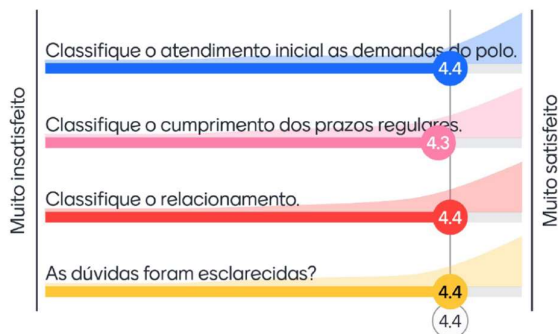 Muito insatisfeito
Classifique o atendimento inicial as demandas do polo.
4.4
Classifique o cumprimento dos prazos regulares.
4.3
Classifique o relacionamento.
4.4
As dúvidas foram esclarecidas?
4.4
4.4
Muito satisfeito